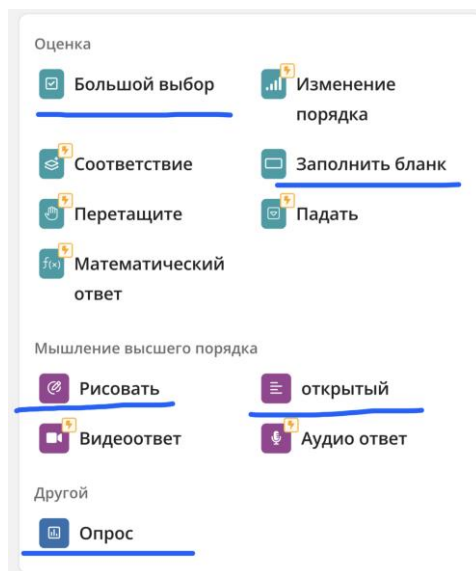 Оценка
Большой выбор
Изменение
порядка
Соответствие
Заполнить бланк
Перетащите
Падать
f(x) Математический
ответ
Мышление высшего порядка
Рисовать
открытый
Видеоответ
Аудио ответ
Другой
Опрос